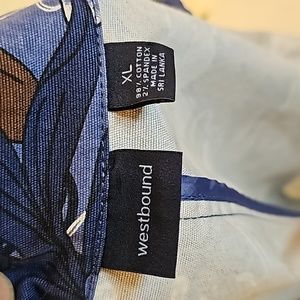 XL
98% COTTON
2% SPANDEX
MADE IN
SRI LANKA
westbound